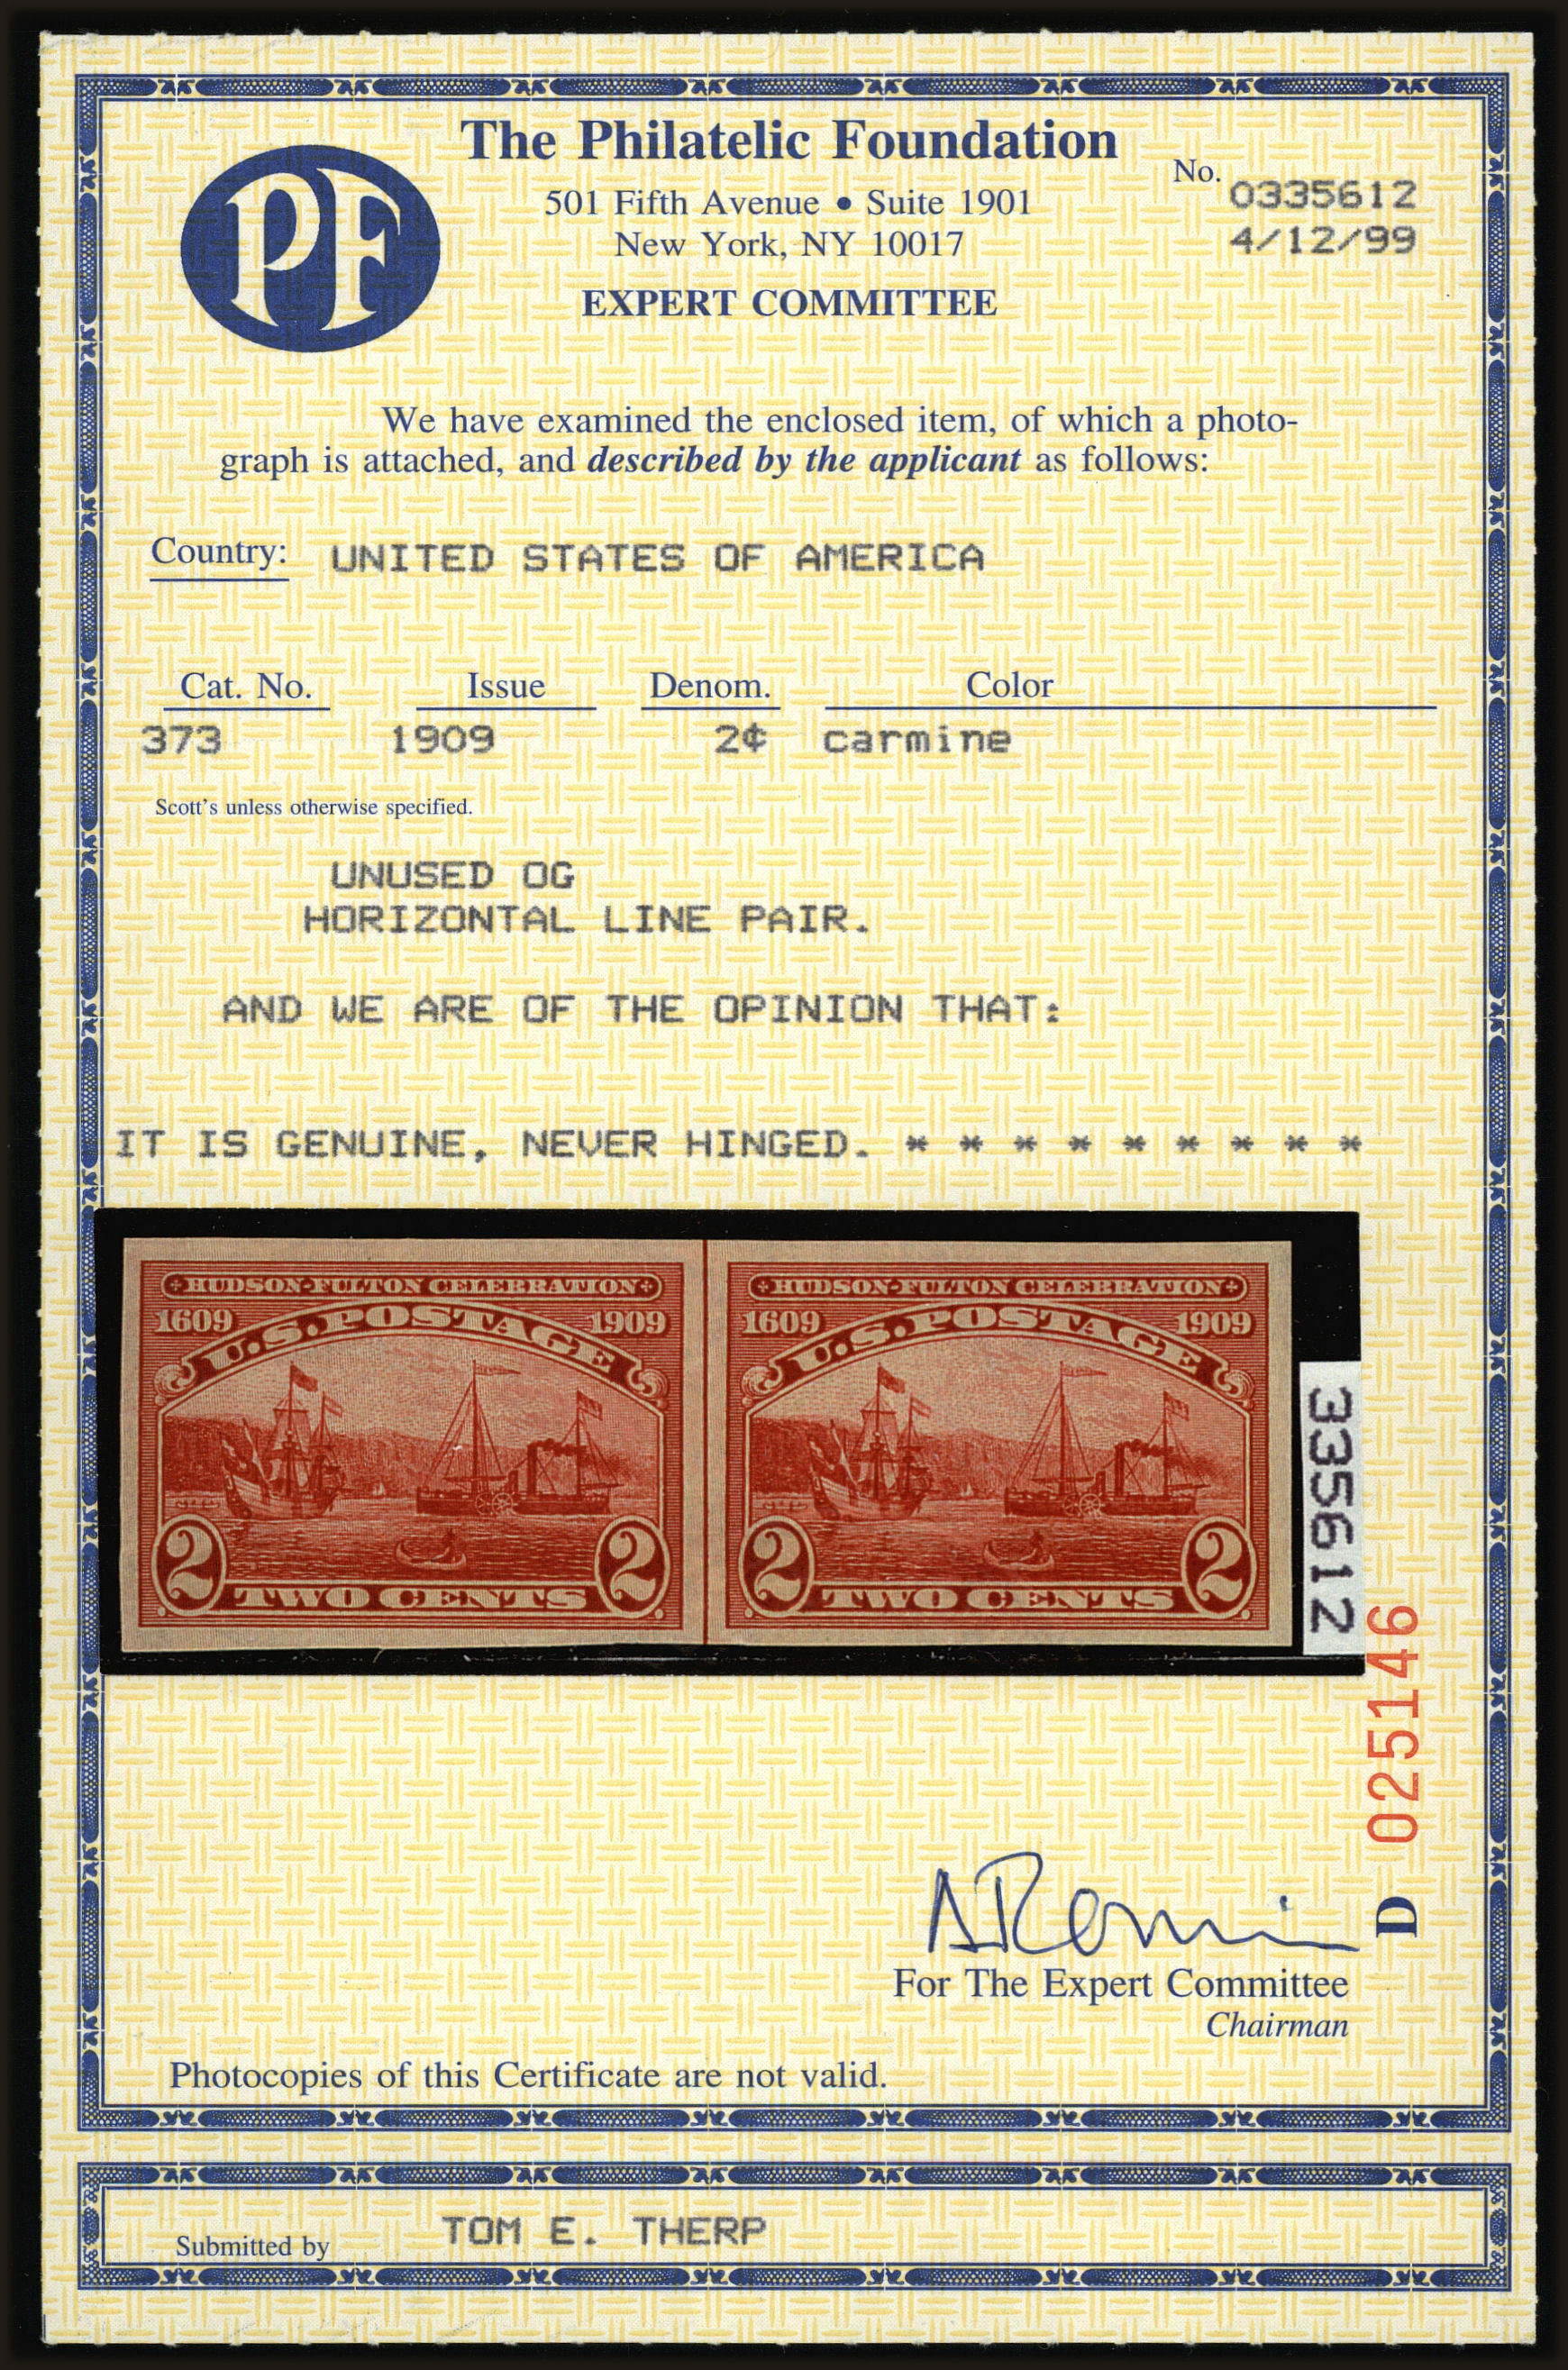 PF
The Philatelic Foundation
501 Fifth Avenue • Suite 1901
New York, NY 10017
EXPERT COMMITTEE
No. 0335612
4/12/99
We have examined the enclosed item, of which a photo-
graph is attached, and described by the applicant as follows:
Country: UNITED STATES OF AMERICA
Cat. No. Issue Denom. Color
373 1909 2¢ carmine
Scott's unless otherwise specified.
UNUSED OG
HORIZONTAL LINE PAIR.
AND WE ARE OF THE OPINION THAT:
IT IS GENUINE, NEVER HINGED. * * * * * * * * *
HUDSON-FULTON CELEBRATION
1609 1909
U.S. POSTAGE
2 TWO CENTS 2
HUDSON-FULTON CELEBRATION
1609 1909
U.S. POSTAGE
2 TWO CENTS 2
335612
D 025146
For The Expert Committee
Chairman
Photocopies of this Certificate are not valid.
Submitted by TOM E. THERP